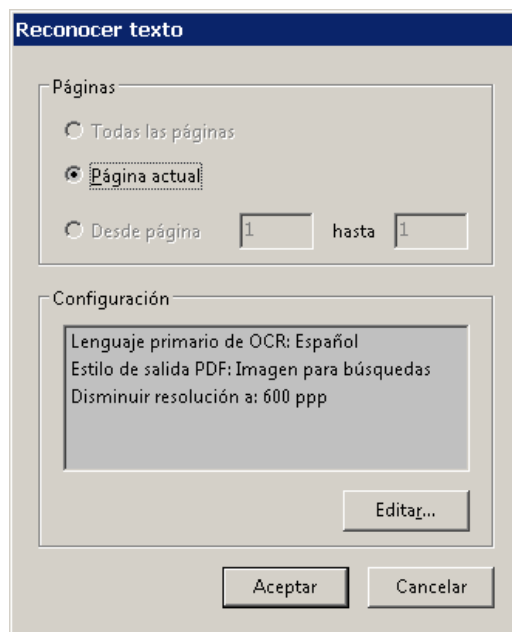 Reconocer texto
Páginas
Todas las páginas
Página actual
Desde página 1 hasta 1
Configuración
Lenguaje primario de OCR: Español
Estilo de salida PDF: Imagen para búsquedas
Disminuir resolución a: 600 ppp
Editar...
Aceptar Cancelar